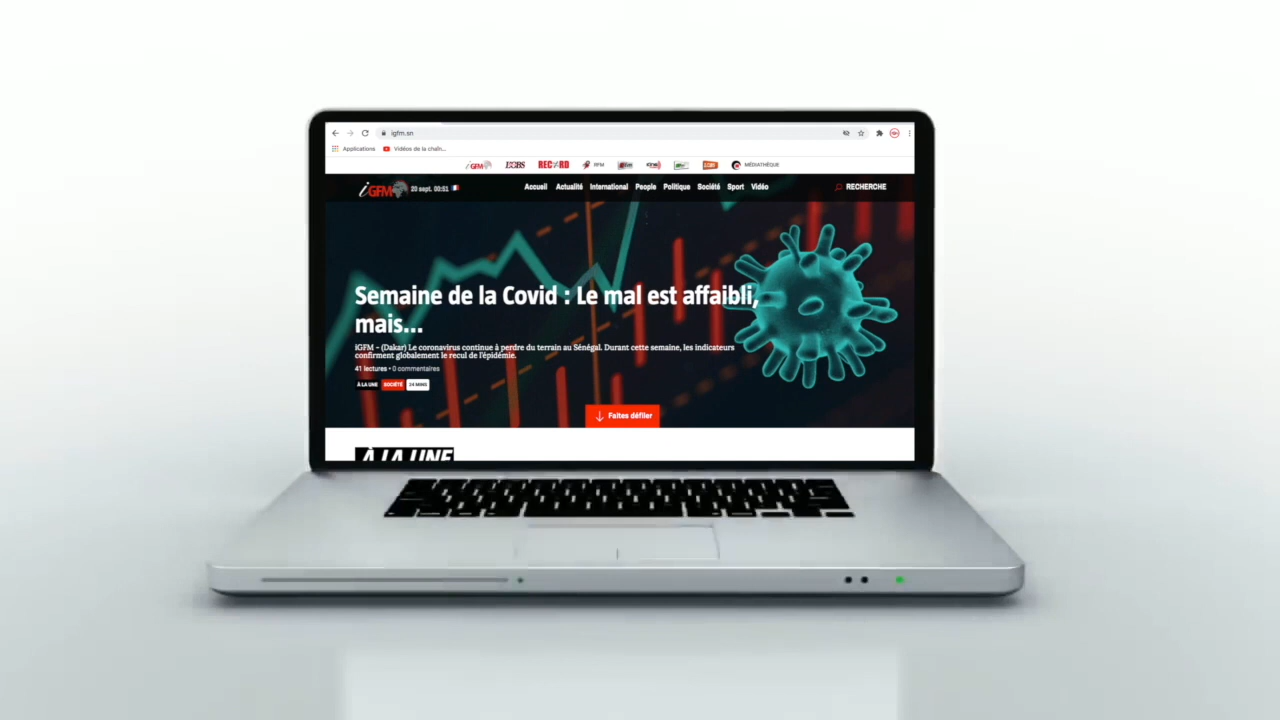 igfm.sn
Applications
Vidéos de la chaîn...
iGFM L'OBS RECORD RFM MÉDIATHÈQUE
iGFM 20 sept. 00:51 Accueil Actualité International People Politique Société Sport Vidéo RECHERCHE
Semaine de la Covid : Le mal est affaibli,
mais...
iGFM – (Dakar) Le coronavirus continue à perdre du terrain au Sénégal. Durant cette semaine, les indicateurs
confirment globalement le recul de l'épidémie.
41 lectures • 0 commentaires
À LA UNE SOCIÉTÉ 24 MINS
Faites défiler
À LA UNE